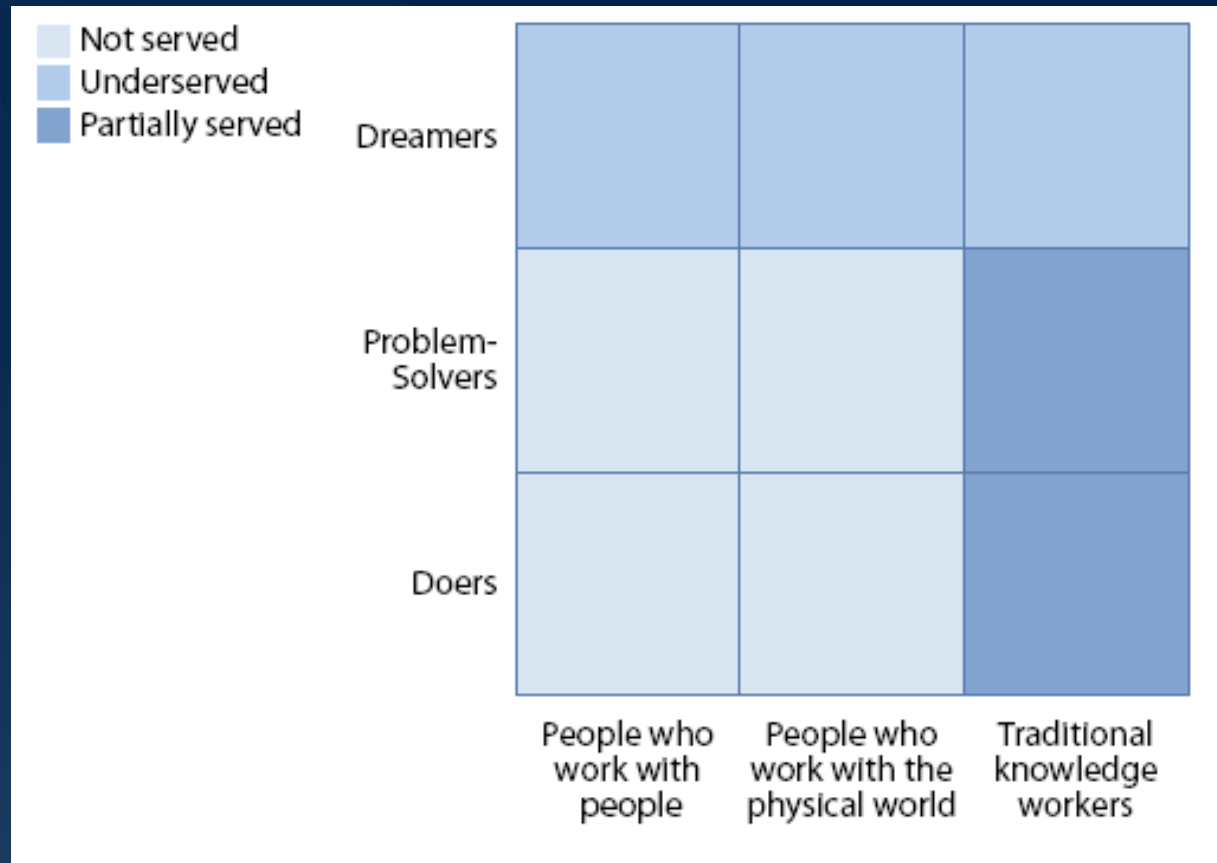 Not served
Underserved
Partially served
Dreamers
Problem-
Solvers
Doers
People who
work with
people
People who
work with the
physical world
Traditional
knowledge
workers